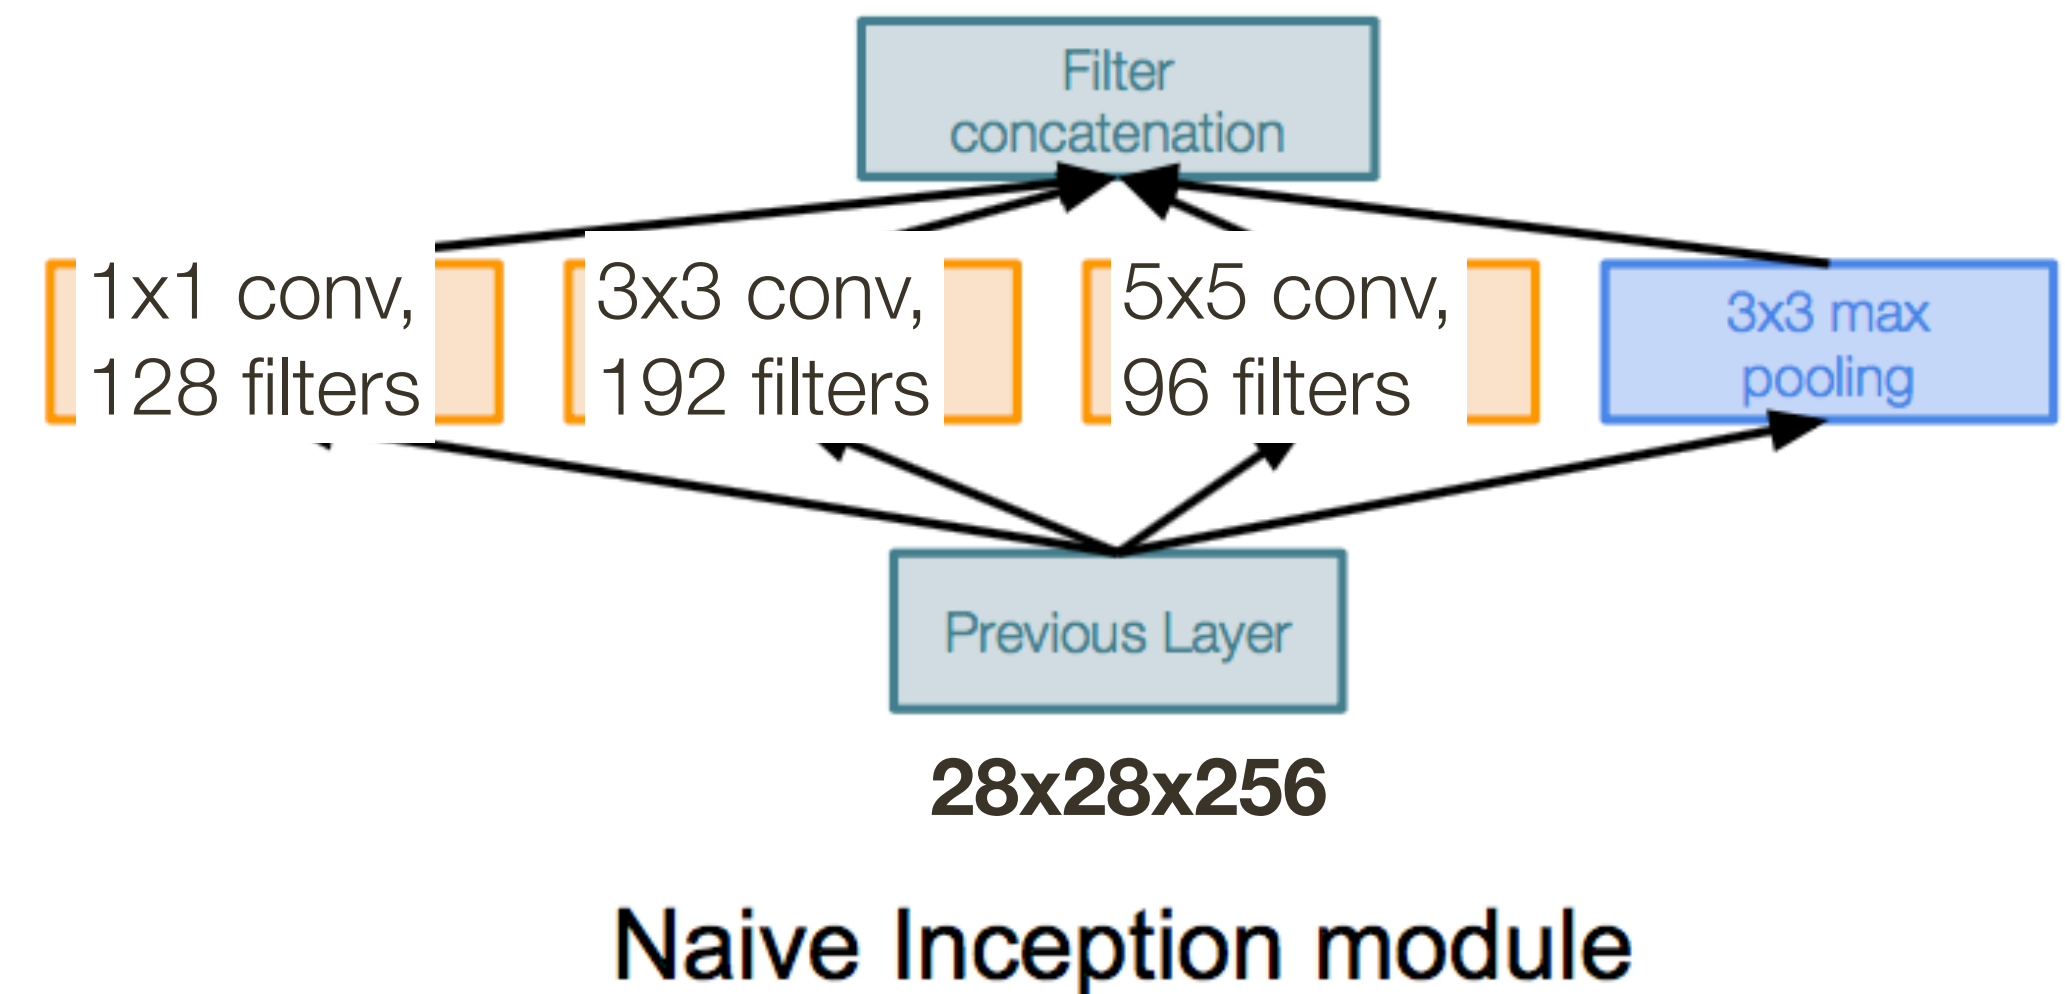 Filter
concatenation
1x1 conv,
128 filters
3x3 conv,
192 filters
5x5 conv,
96 filters
3x3 max
pooling
Previous Layer
28x28x256
Naive Inception module